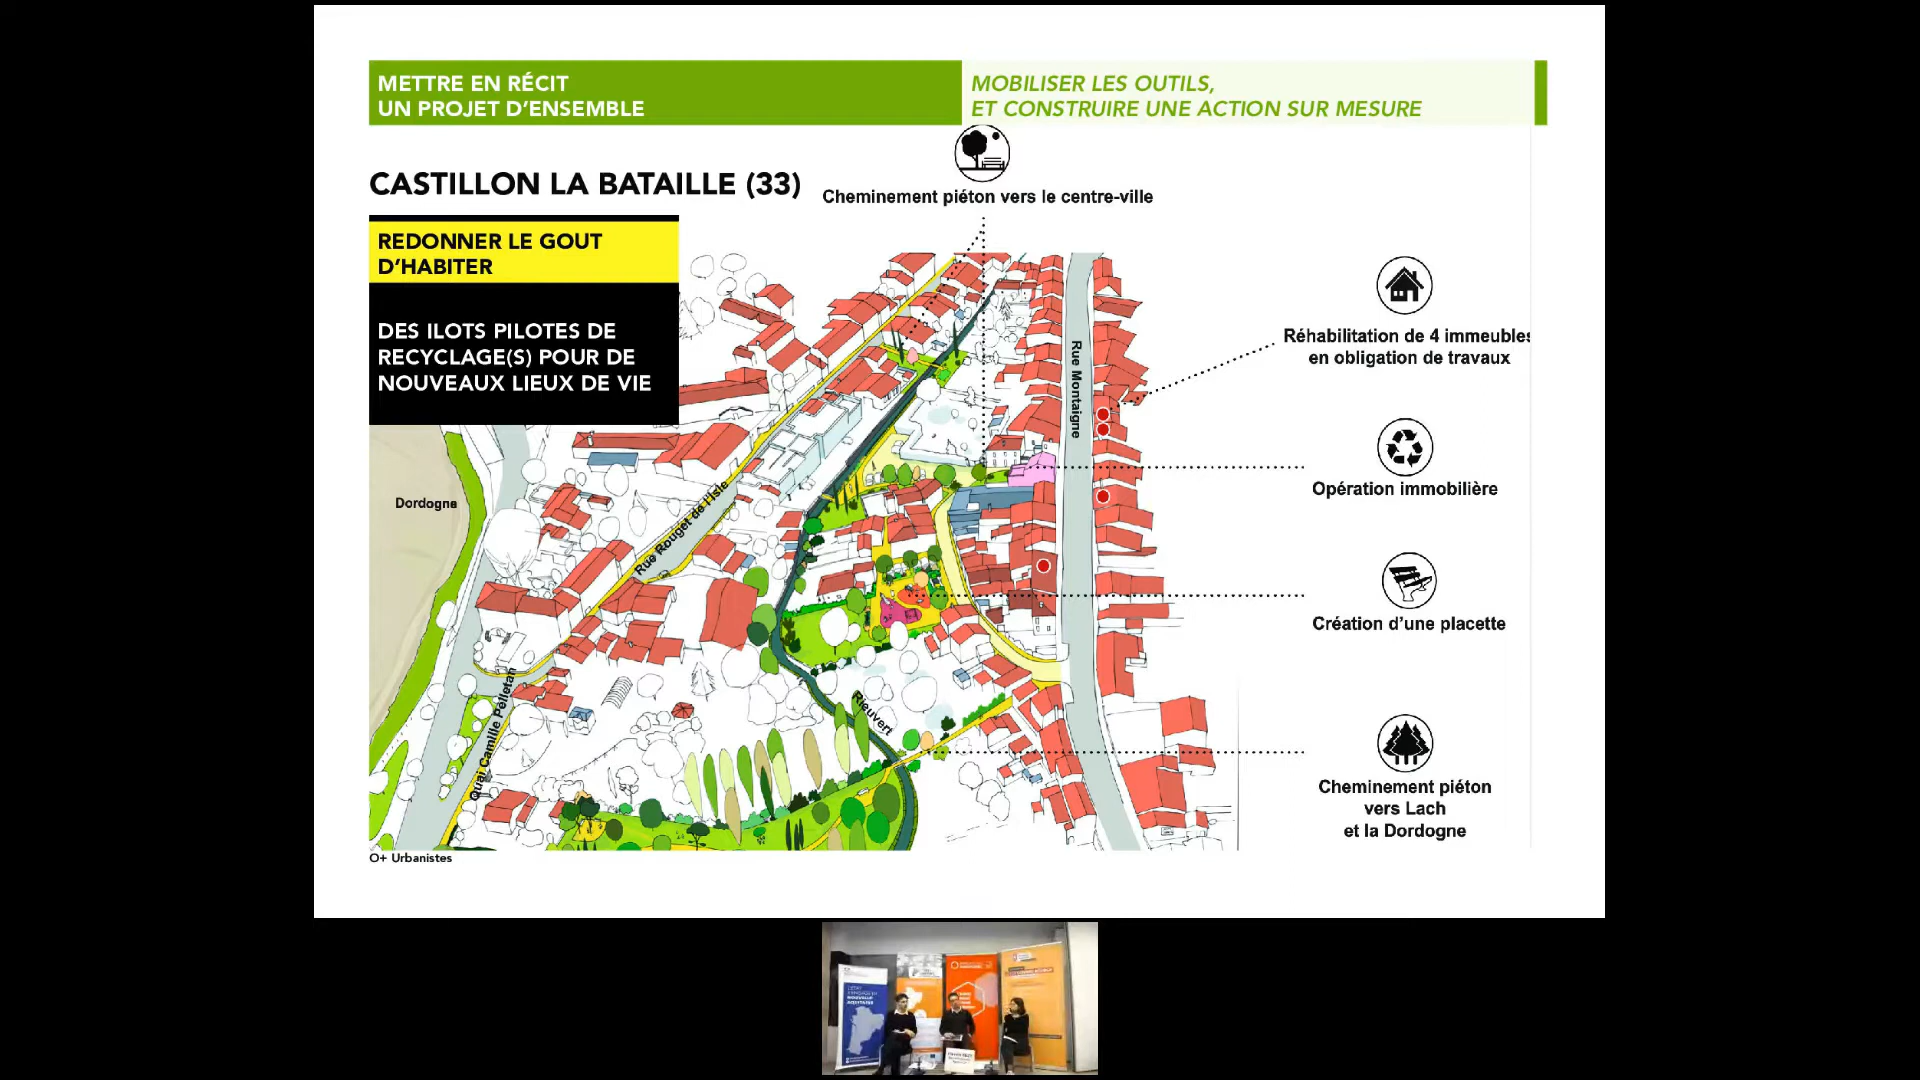 METTRE EN RÉCIT
UN PROJET D'ENSEMBLE
MOBILISER LES OUTILS,
ET CONSTRUIRE UNE ACTION SUR MESURE
CASTILLON LA BATAILLE (33)
Cheminement piéton vers le centre-ville
REDONNER LE GOUT
D'HABITER
DES ILOTS PILOTES DE
RECYCLAGE(S) POUR DE
NOUVEAUX LIEUX DE VIE
Réhabilitation de 4 immeubles
en obligation de travaux
Rue Montaigne
Opération immobilière
Dordogne
Rue Rouget de l'Isle
Création d'une placette
Quai Camille Pelletan
Rieuvert
Cheminement piéton
vers Lach
et la Dordogne
O+ Urbanistes